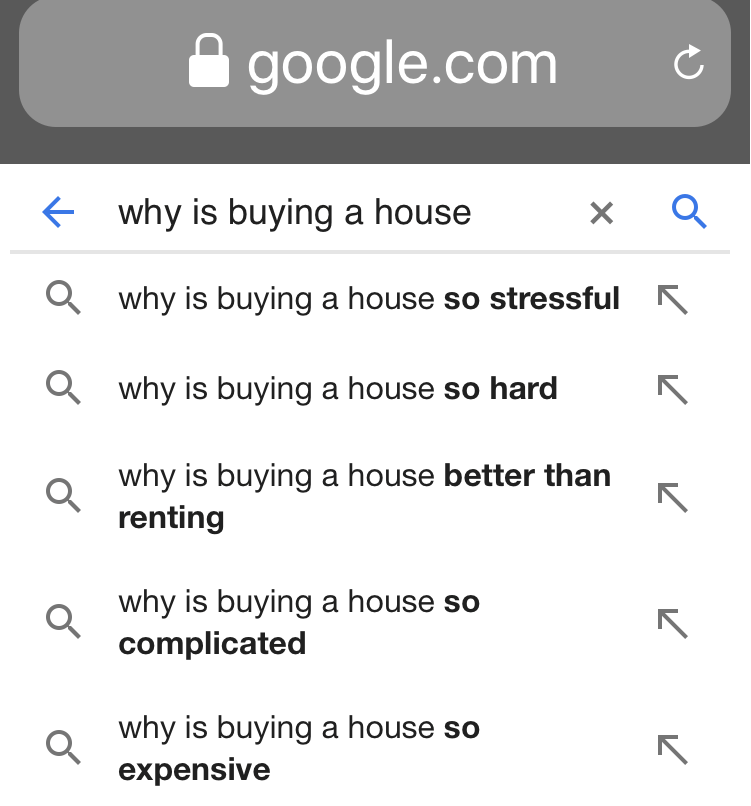 google.com
why is buying a house
why is buying a house so stressful
why is buying a house so hard
why is buying a house better than
renting
why is buying a house so
complicated
why is buying a house so
expensive